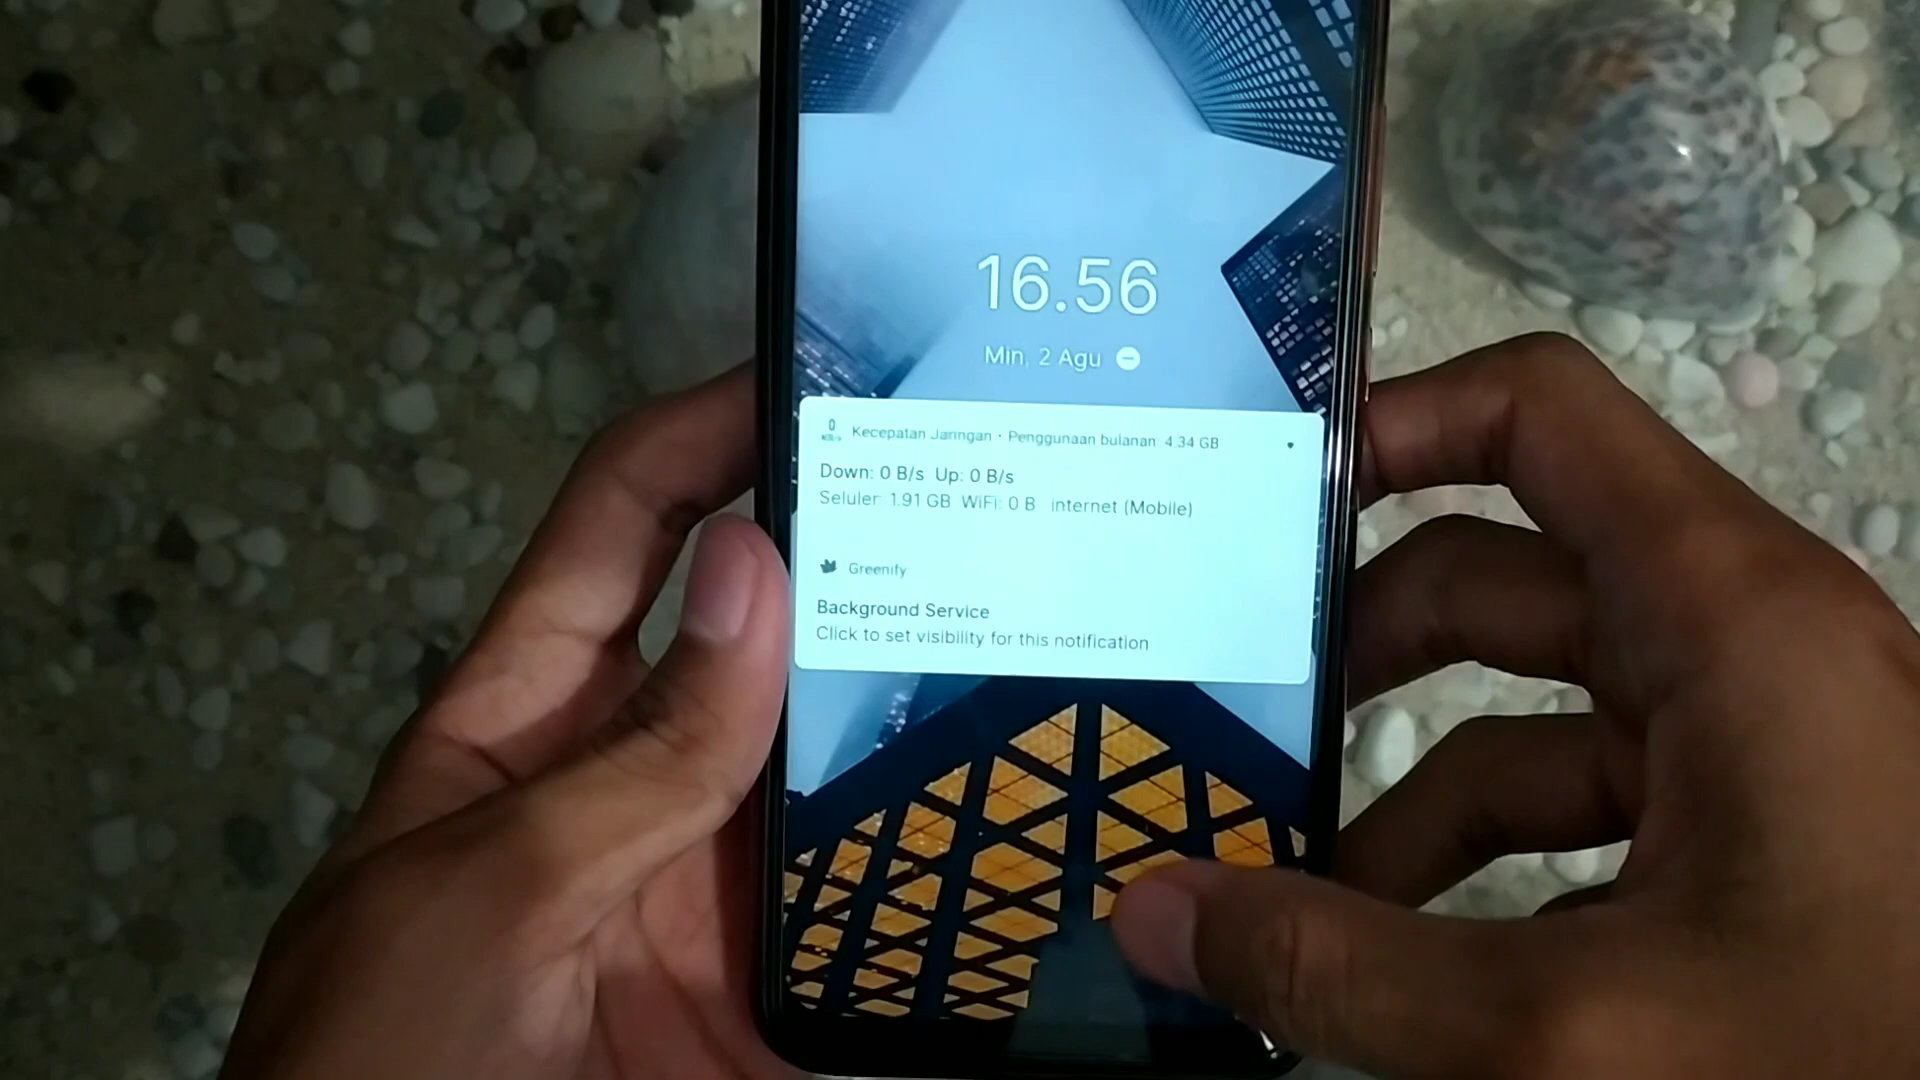 16.56
Min, 2 Agu
0
Kecepatan Jaringan • Penggunaan bulanan 4.34 GB
Down: 0 B/s Up: 0 B/s
Seluler: 1.91 GB WiFi: 0 B internet (Mobile)
Greenify
Background Service
Click to set visibility for this notification